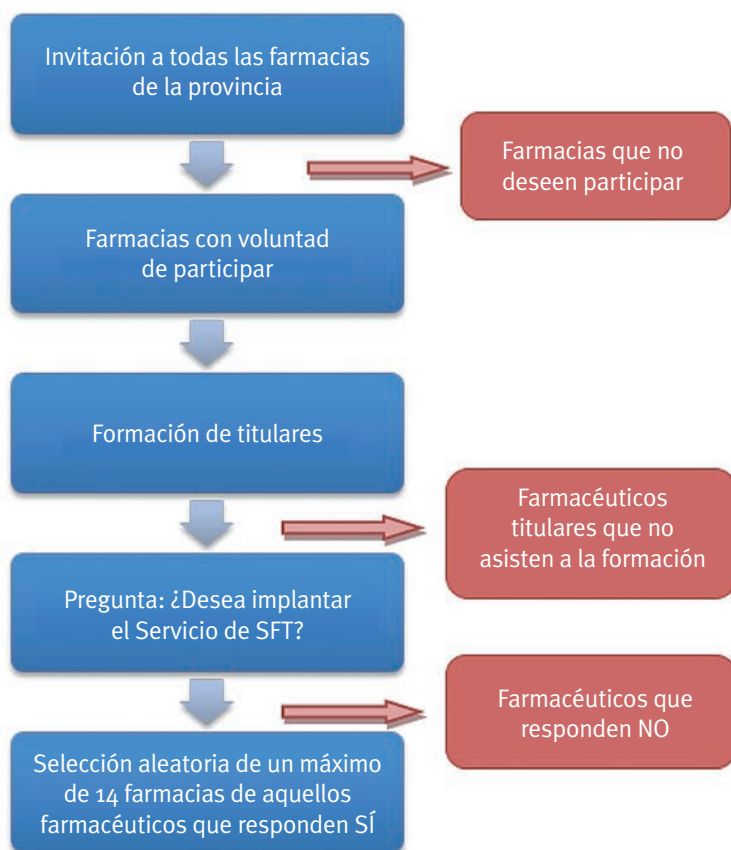 Invitación a todas las farmacias
de la provincia
Farmacias que no
deseen participar
Farmacias con voluntad
de participar
Formación de titulares
Farmacéuticos
titulares que no
asisten a la formación
Pregunta: ¿Desea implantar
el Servicio de SFT?
Farmacéuticos que
responden NO
Selección aleatoria de un máximo
de 14 farmacias de aquellos
farmacéuticos que responden SÍ